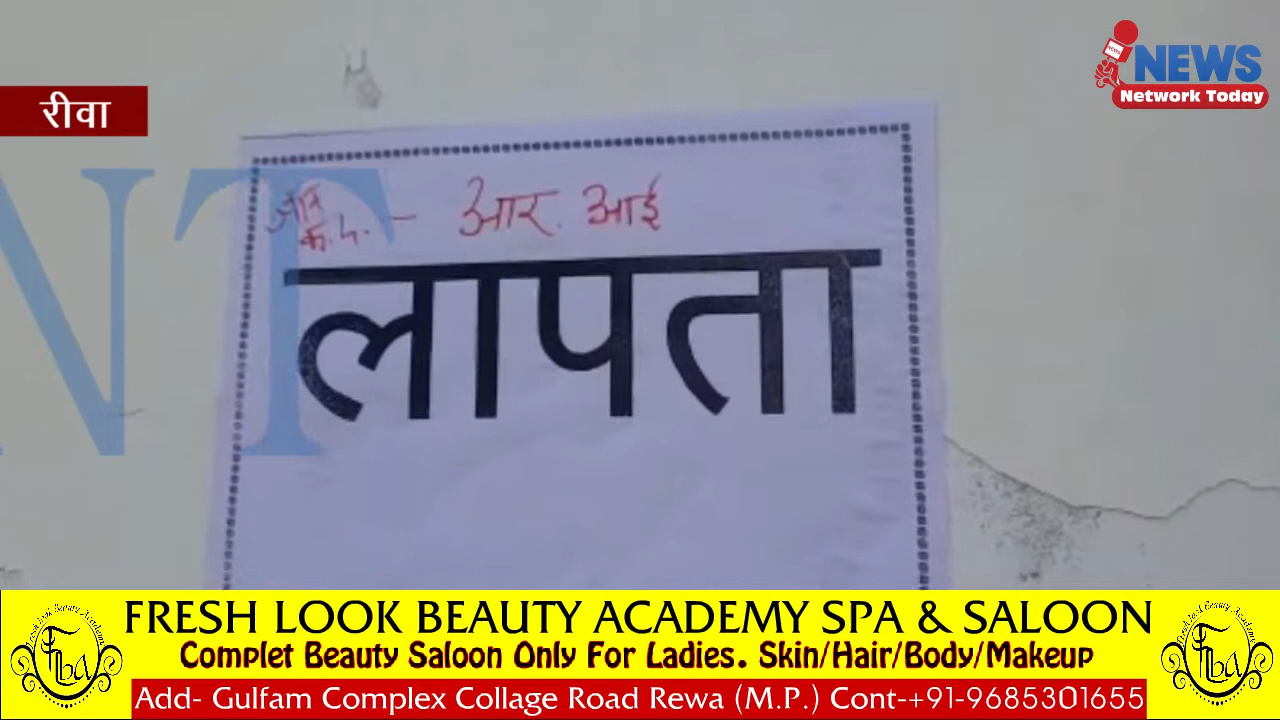 NEWS
Network Today
रीवा
NT
आर. आई
लापता
FRESH LOOK BEAUTY ACADEMY SPA & SALOON
Complet Beauty Saloon Only For Ladies. Skin/Hair/Body/Makeup
Add- Gulfam Complex Collage Road Rewa (M.P.) Cont-+91-9685301655